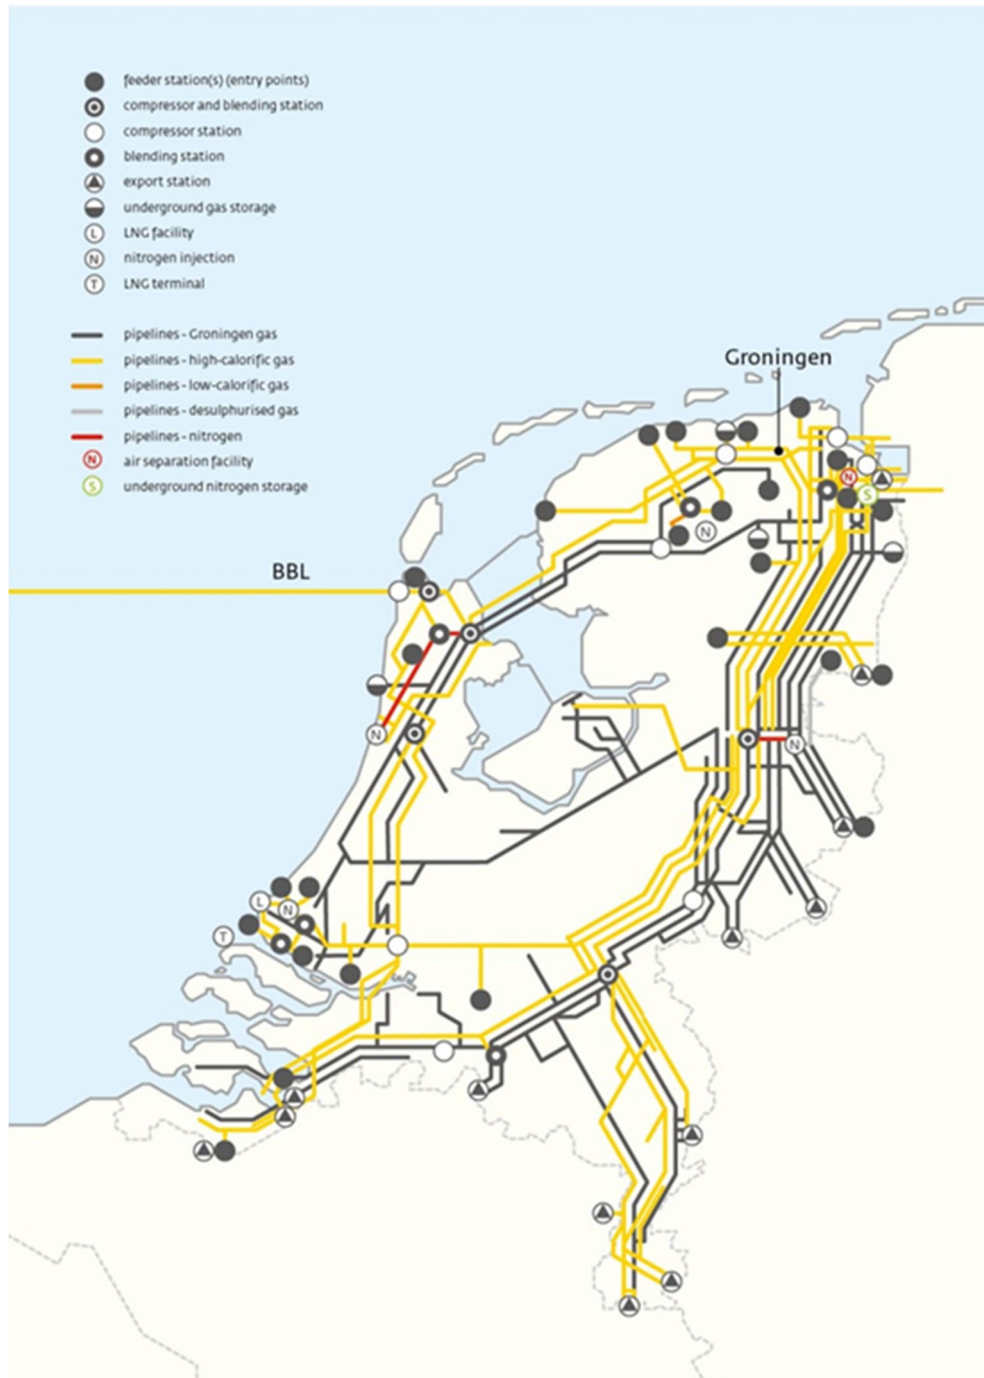 feeder station(s) (entry points)
compressor and blending station
compressor station
blending station
export station
underground gas storage
L LNG facility
N nitrogen injection
T LNG terminal
pipelines - Groningen gas
pipelines - high-calorific gas
pipelines - low-calorific gas
pipelines - desulphurised gas
pipelines - nitrogen
N air separation facility
S underground nitrogen storage
Groningen
N
S
N
BBL
N
N
L
N
T